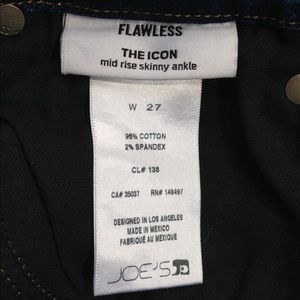 FLAWLESS
THE ICON
mid rise skinny ankle
W 27
98% COTTON
2% SPANDEX
CL# 136
CA# 35037 RN# 149497
DESIGNED IN LOS ANGELES
MADE IN MEXICO
FABRIQUÉ AU MEXIQUE
JOE'S